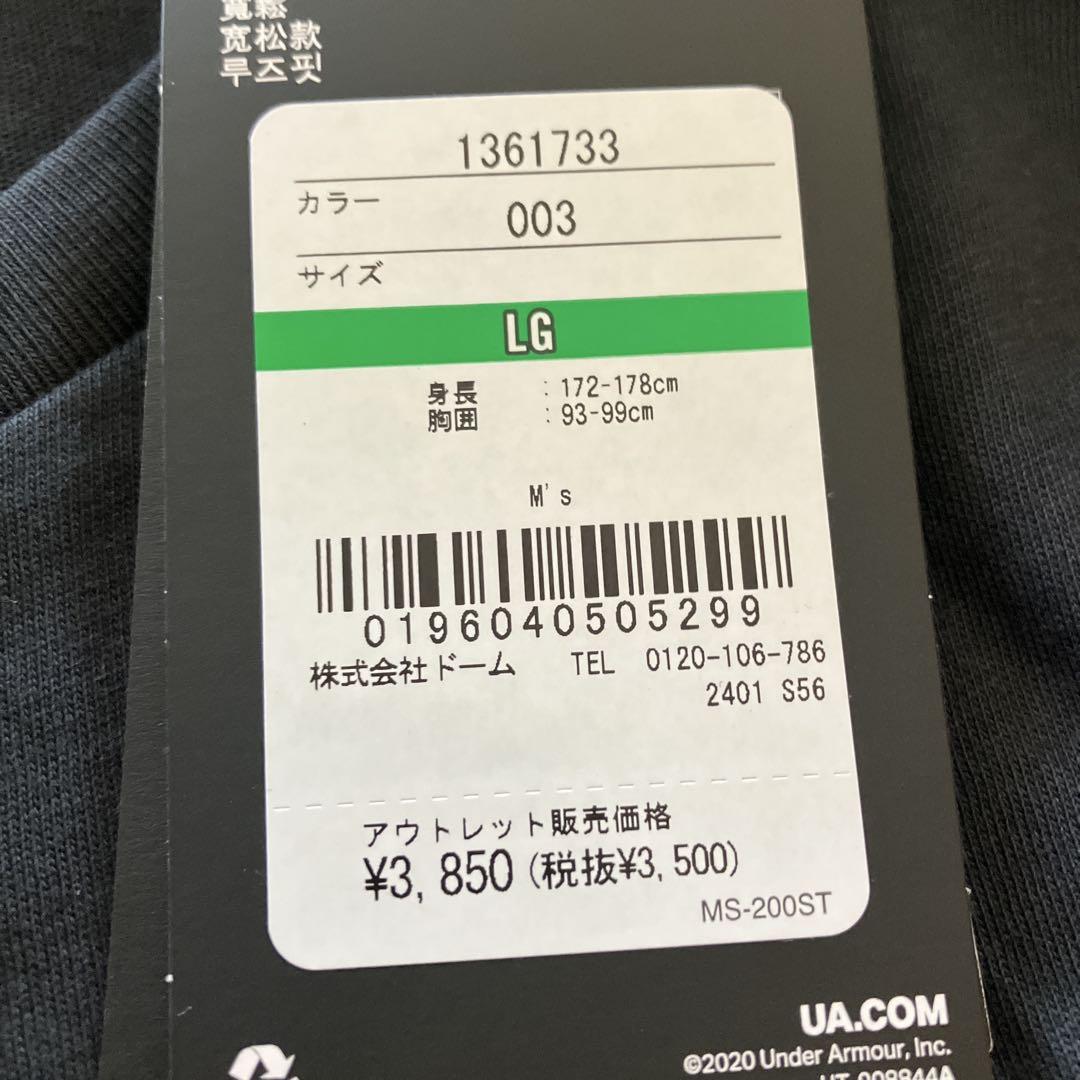 寬鬆
宽松款
루즈핏
1361733
カラー
003
サイズ
LG
身長 : 172-178cm
胸囲 : 93-99cm
M's
0196040505299
株式会社ドーム TEL 0120-106-786
2401 S56
アウトレット販売価格
¥3,850 (税抜¥3,500)
MS-200ST
UA.COM
©2020 Under Armour, Inc.